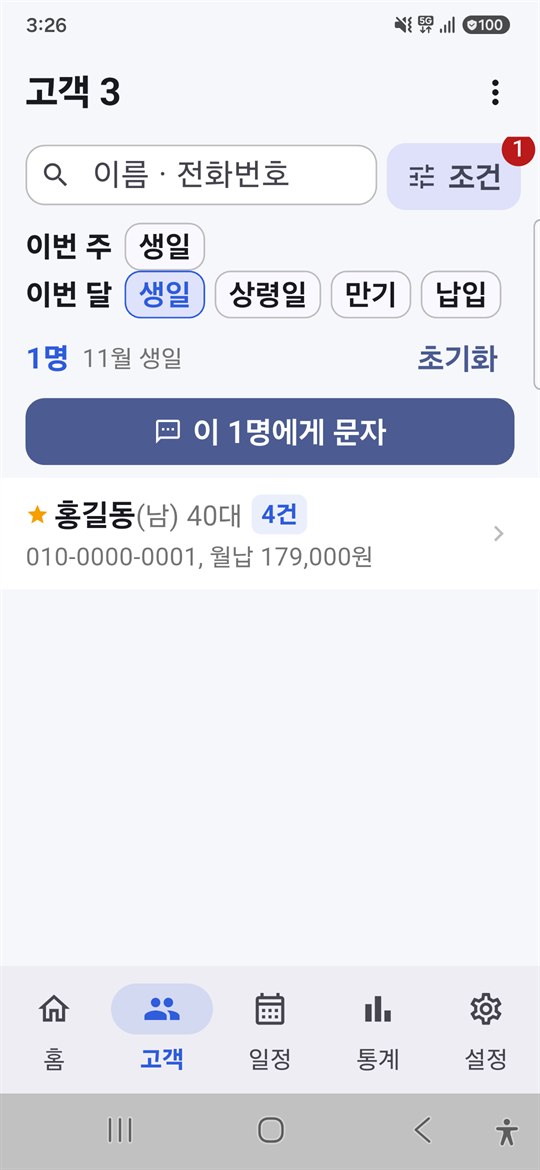 3:26
5G
100
고객 3
이름 · 전화번호
조건
1
이번 주 생일
이번 달 생일 상령일 만기 납입
1명 11월 생일 초기화
이 1명에게 문자
홍길동(남) 40대 4건
010-0000-0001, 월납 179,000원
홈 고객 일정 통계 설정